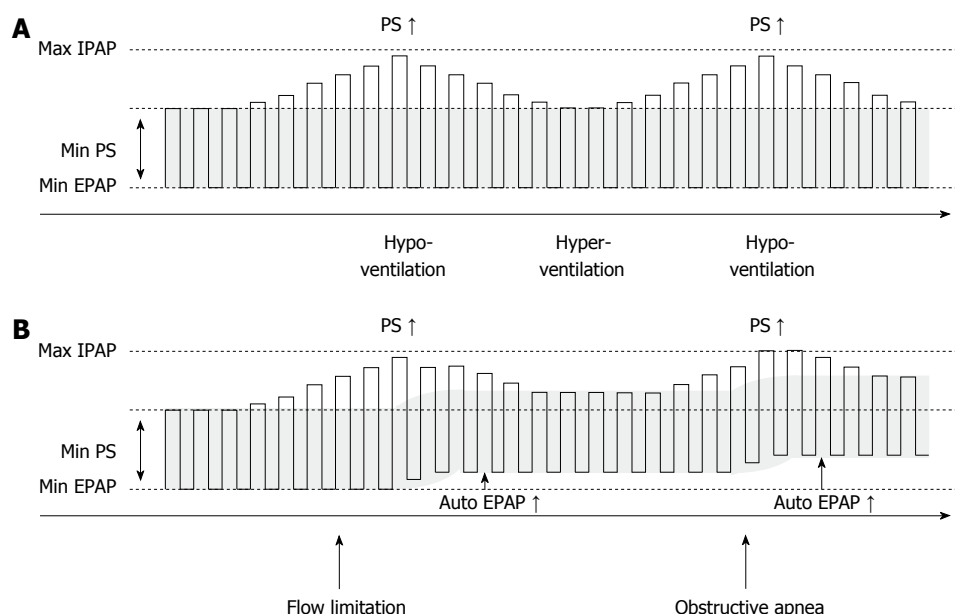 A
PS ↑ PS ↑
Max IPAP
Min PS
Min EPAP
Hypo-
ventilation
Hyper-
ventilation
Hypo-
ventilation
B
PS ↑ PS ↑
Max IPAP
Min PS
Min EPAP
Auto EPAP ↑ Auto EPAP ↑
Flow limitation Obstructive apnea